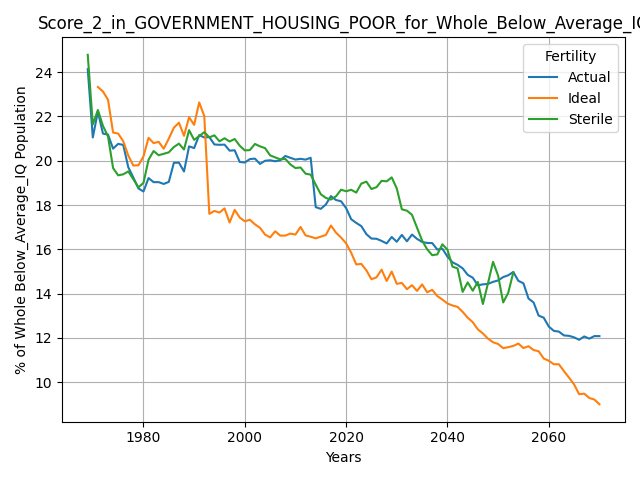 Score_2_in_GOVERNMENT_HOUSING_POOR_for_Whole_Below_Average_IQ
Fertility
Actual
Ideal
Sterile
% of Whole Below_Average_IQ Population
24
22
20
18
16
14
12
10
1980 2000 2020 2040 2060
Years